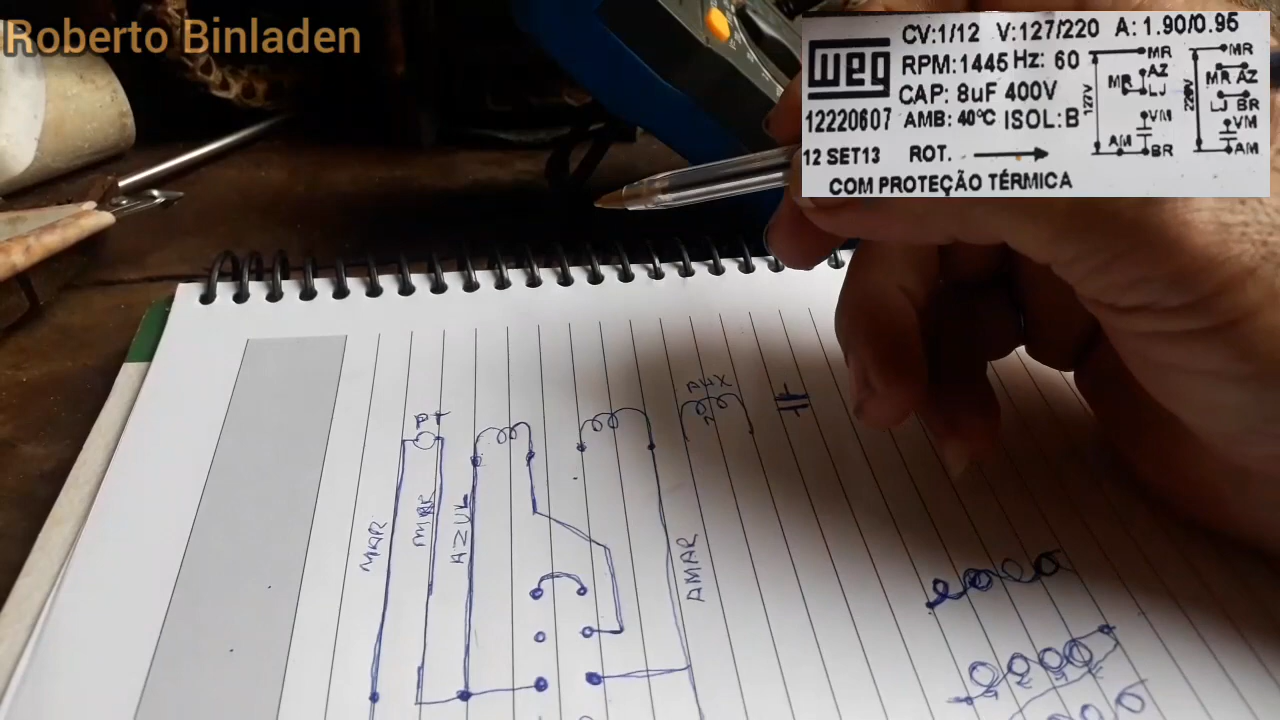 Roberto Binladen
CV:1/12 V:127/220 A: 1.90/0.95
WEG
RPM:1445 Hz: 60
CAP: 8uF 400V
12220607 AMB: 40°C ISOL:B
12 SET13 ROT.
COM PROTEÇÃO TÉRMICA
127V
MR
MR AZ
LJ
VM
AM BR
220V
MR
MR AZ
LJ BR
VM
AM
PT
MAR
MAR
AZUL
AMAR
AUX